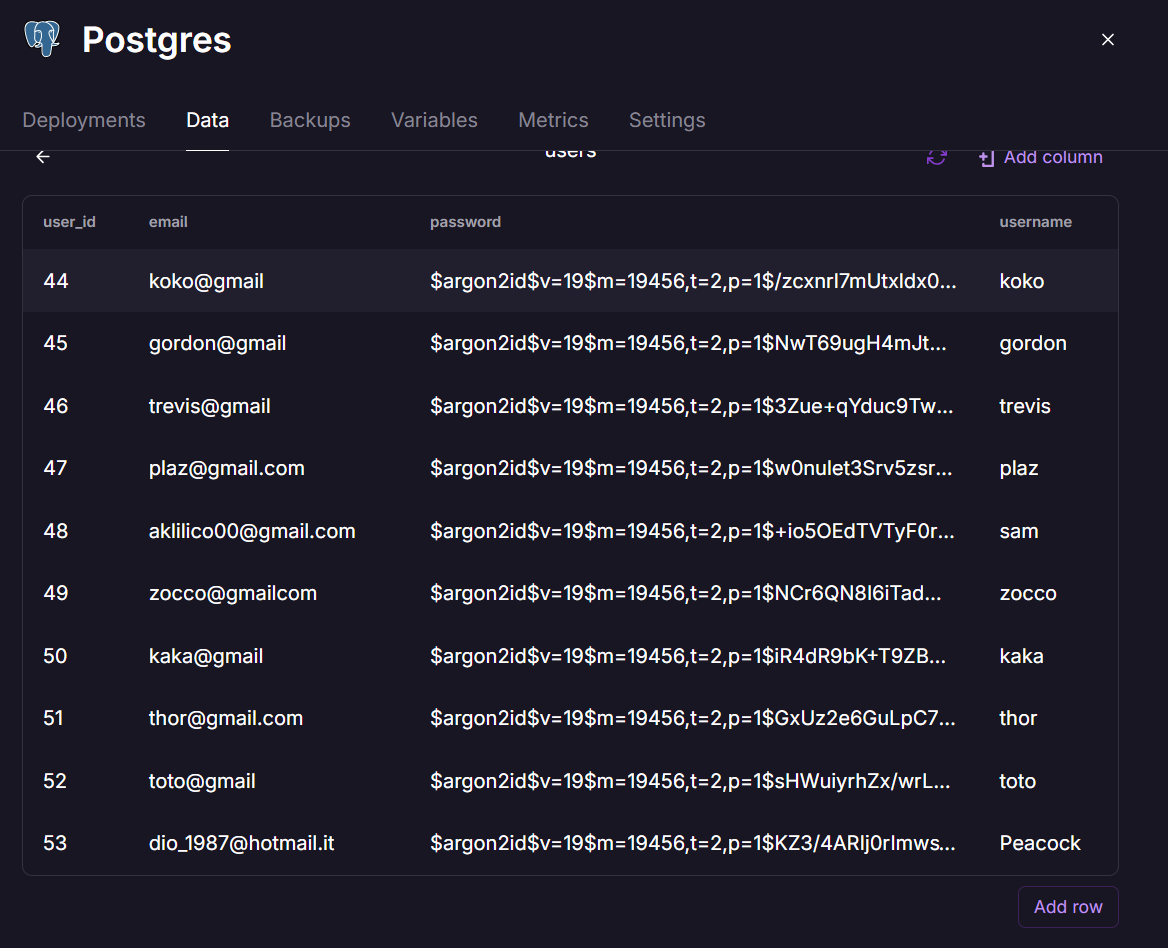 Postgres
Deployments Data Backups Variables Metrics Settings
users Add column
user_id email password username
44 koko@gmail $argon2id$v=19$m=19456,t=2,p=1$/zcxnrI7mUtxIdx0... koko
45 gordon@gmail $argon2id$v=19$m=19456,t=2,p=1$NwT69ugH4mJt... gordon
46 trevis@gmail $argon2id$v=19$m=19456,t=2,p=1$3Zue+qYduc9Tw... trevis
47 plaz@gmail.com $argon2id$v=19$m=19456,t=2,p=1$w0nulet3Srv5zsr... plaz
48 aklilico00@gmail.com $argon2id$v=19$m=19456,t=2,p=1$+io5OEdTVTyF0r... sam
49 zocco@gmailcom $argon2id$v=19$m=19456,t=2,p=1$NCr6QN8I6iTad... zocco
50 kaka@gmail $argon2id$v=19$m=19456,t=2,p=1$iR4dR9bK+T9ZB... kaka
51 thor@gmail.com $argon2id$v=19$m=19456,t=2,p=1$GxUz2e6GuLpC7... thor
52 toto@gmail $argon2id$v=19$m=19456,t=2,p=1$sHWuiyrhZx/wrL... toto
53 dio_1987@hotmail.it $argon2id$v=19$m=19456,t=2,p=1$KZ3/4ARlj0rImws... Peacock
Add row